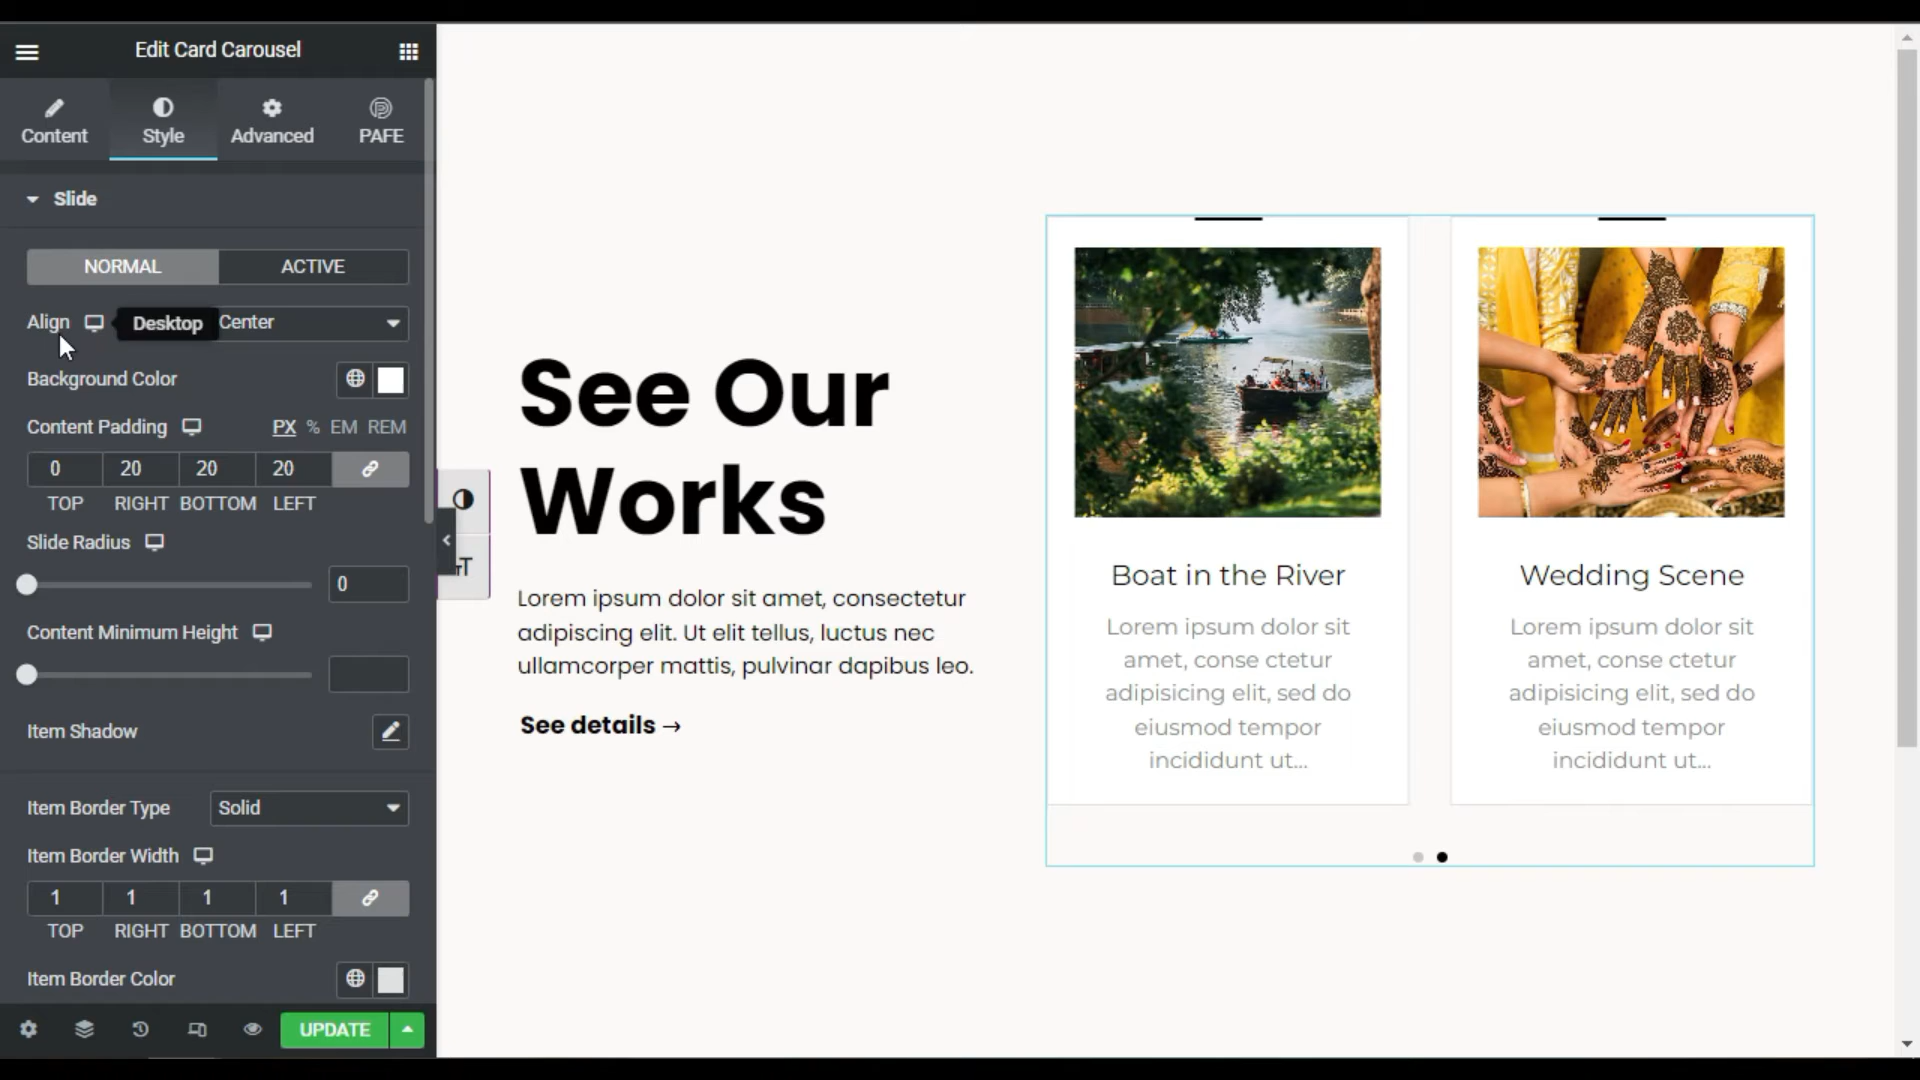 Edit Card Carousel
Content
Style
Advanced
PAFE
Slide
NORMAL
ACTIVE
Align
Desktop
Center
Background Color
Content Padding
PX % EM REM
0 20 20 20
TOP RIGHT BOTTOM LEFT
Slide Radius
0
Content Minimum Height
Item Shadow
Item Border Type
Solid
Item Border Width
1 1 1 1
TOP RIGHT BOTTOM LEFT
Item Border Color
UPDATE
See Our
Works
Lorem ipsum dolor sit amet, consectetur
adipiscing elit. Ut elit tellus, luctus nec
ullamcorper mattis, pulvinar dapibus leo.
See details →
Boat in the River
Lorem ipsum dolor sit
amet, conse ctetur
adipisicing elit, sed do
eiusmod tempor
incididunt ut...
Wedding Scene
Lorem ipsum dolor sit
amet, conse ctetur
adipisicing elit, sed do
eiusmod tempor
incididunt ut...